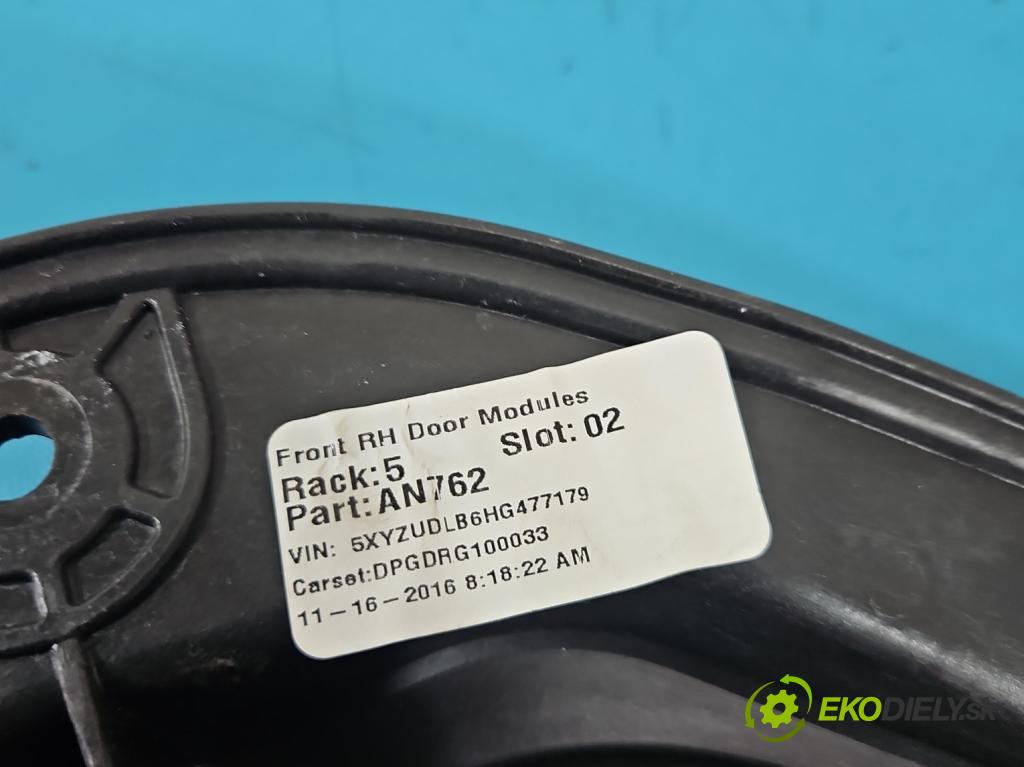 Front RH Door Modules
Rack:5 Slot: 02
Part:AN762
VIN: 5XYZUDLB6HG477179
Carset:DPGDRG100033
11-16-2016 8:18:22 AM
EKODIELY.SK